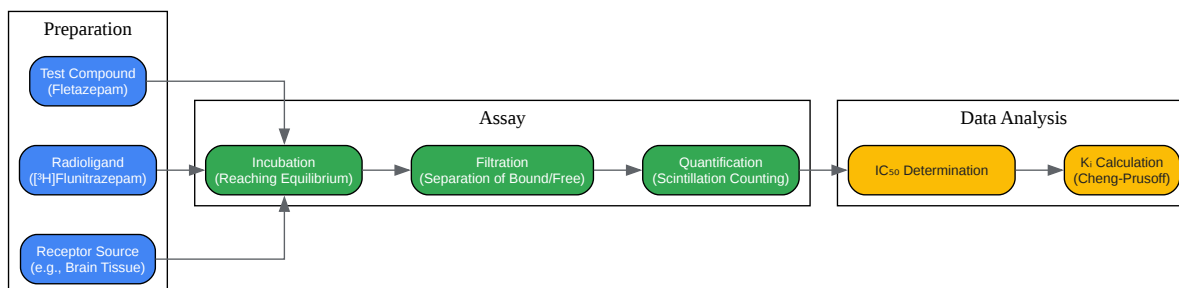 Preparation
Test Compound
(Fletazepam)
Radioligand
([³H]Flunitrazepam)
Receptor Source
(e.g., Brain Tissue)
Assay
Incubation
(Reaching Equilibrium)
Filtration
(Separation of Bound/Free)
Quantification
(Scintillation Counting)
Data Analysis
IC₅₀ Determination
Kᵢ Calculation
(Cheng-Prusoff)